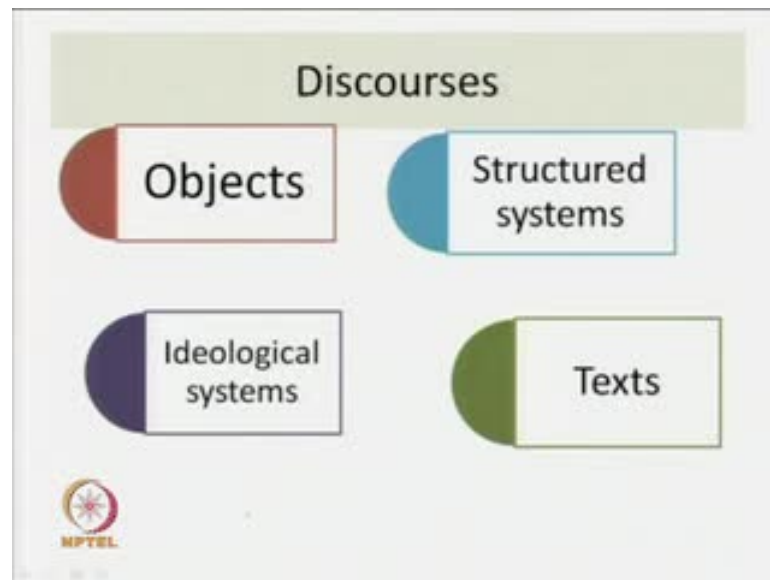 Discourses
Objects
Structured
systems
Ideological
systems
Texts
NPTEL